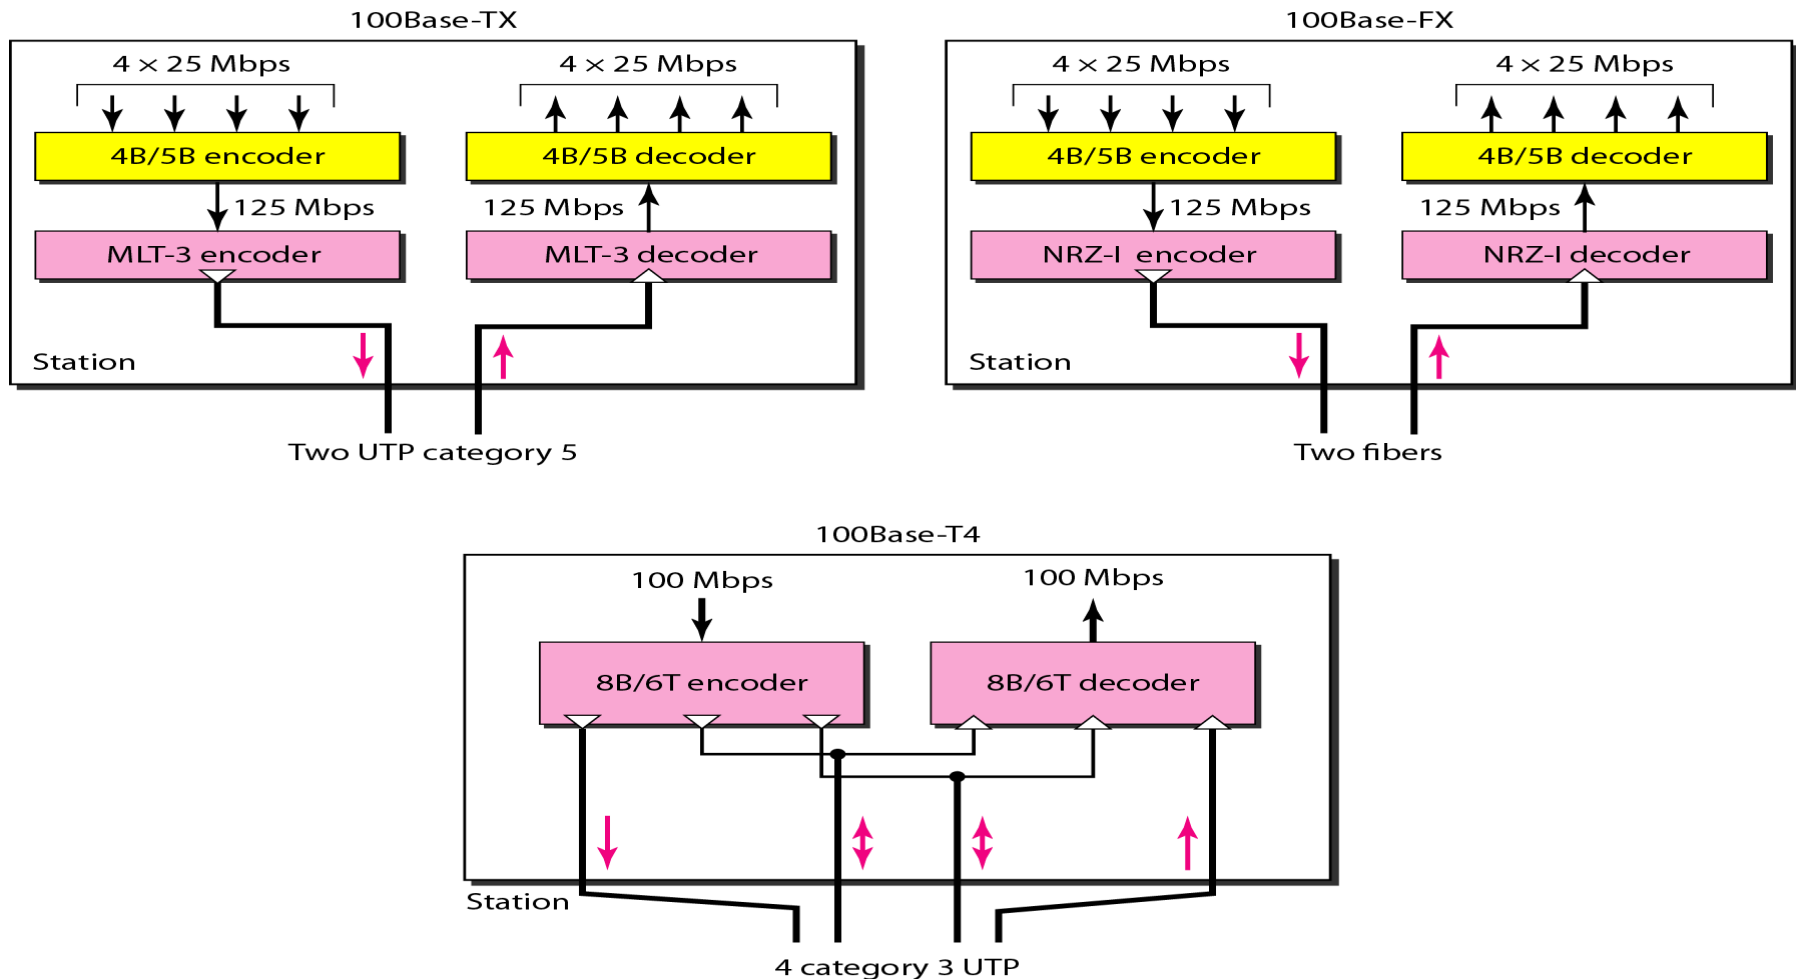 100Base-TX
4 × 25 Mbps
4 × 25 Mbps
4B/5B encoder
4B/5B decoder
125 Mbps
125 Mbps
MLT-3 encoder
MLT-3 decoder
Station
Two UTP category 5
100Base-FX
4 × 25 Mbps
4 × 25 Mbps
4B/5B encoder
4B/5B decoder
125 Mbps
125 Mbps
NRZ-I encoder
NRZ-I decoder
Station
Two fibers
100Base-T4
100 Mbps
100 Mbps
8B/6T encoder
8B/6T decoder
Station
4 category 3 UTP